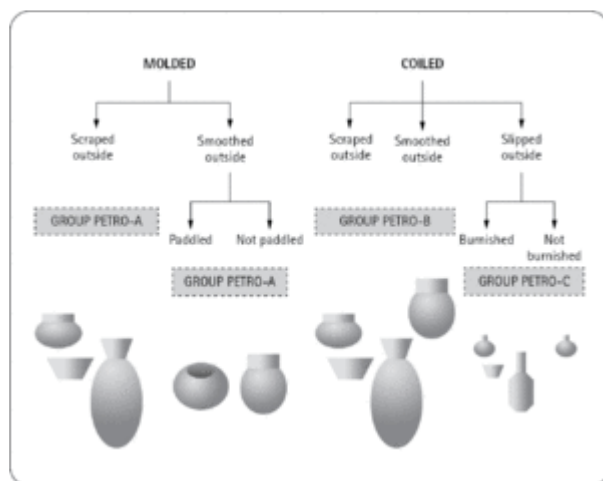 MOLDED
COILED
Scraped
outside
Smoothed
outside
Scraped
outside
Smoothed
outside
Slipped
outside
GROUP PETRO-A
Paddled
Not paddled
GROUP PETRO-B
Burnished
Not
burnished
GROUP PETRO-A
GROUP PETRO-C